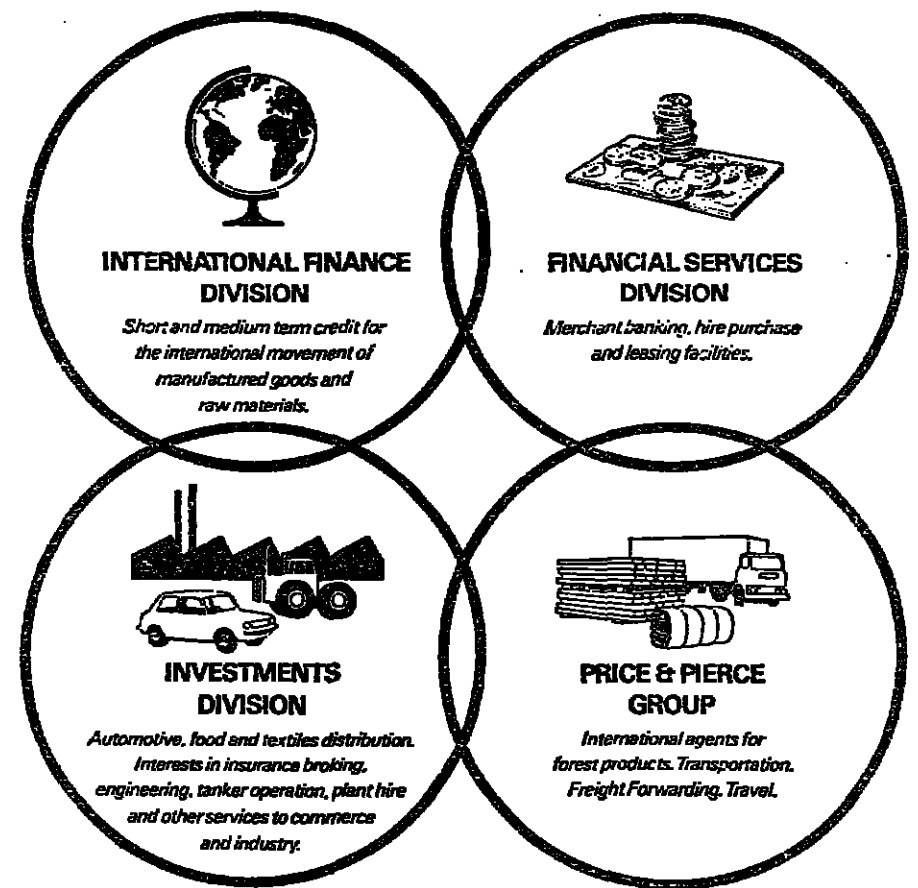 INTERNATIONAL FINANCE
DIVISION
Short and medium term credit for
the international movement of
manufactured goods and
raw materials.
FINANCIAL SERVICES
DIVISION
Merchant banking, hire purchase
and leasing facilities.
INVESTMENTS
DIVISION
Automotive, food and textiles distribution.
Interests in insurance broking,
engineering, tanker operation, plant hire
and other services to commerce
and industry.
PRICE & PIERCE
GROUP
International agents for
forest products. Transportation.
Freight Forwarding. Travel.